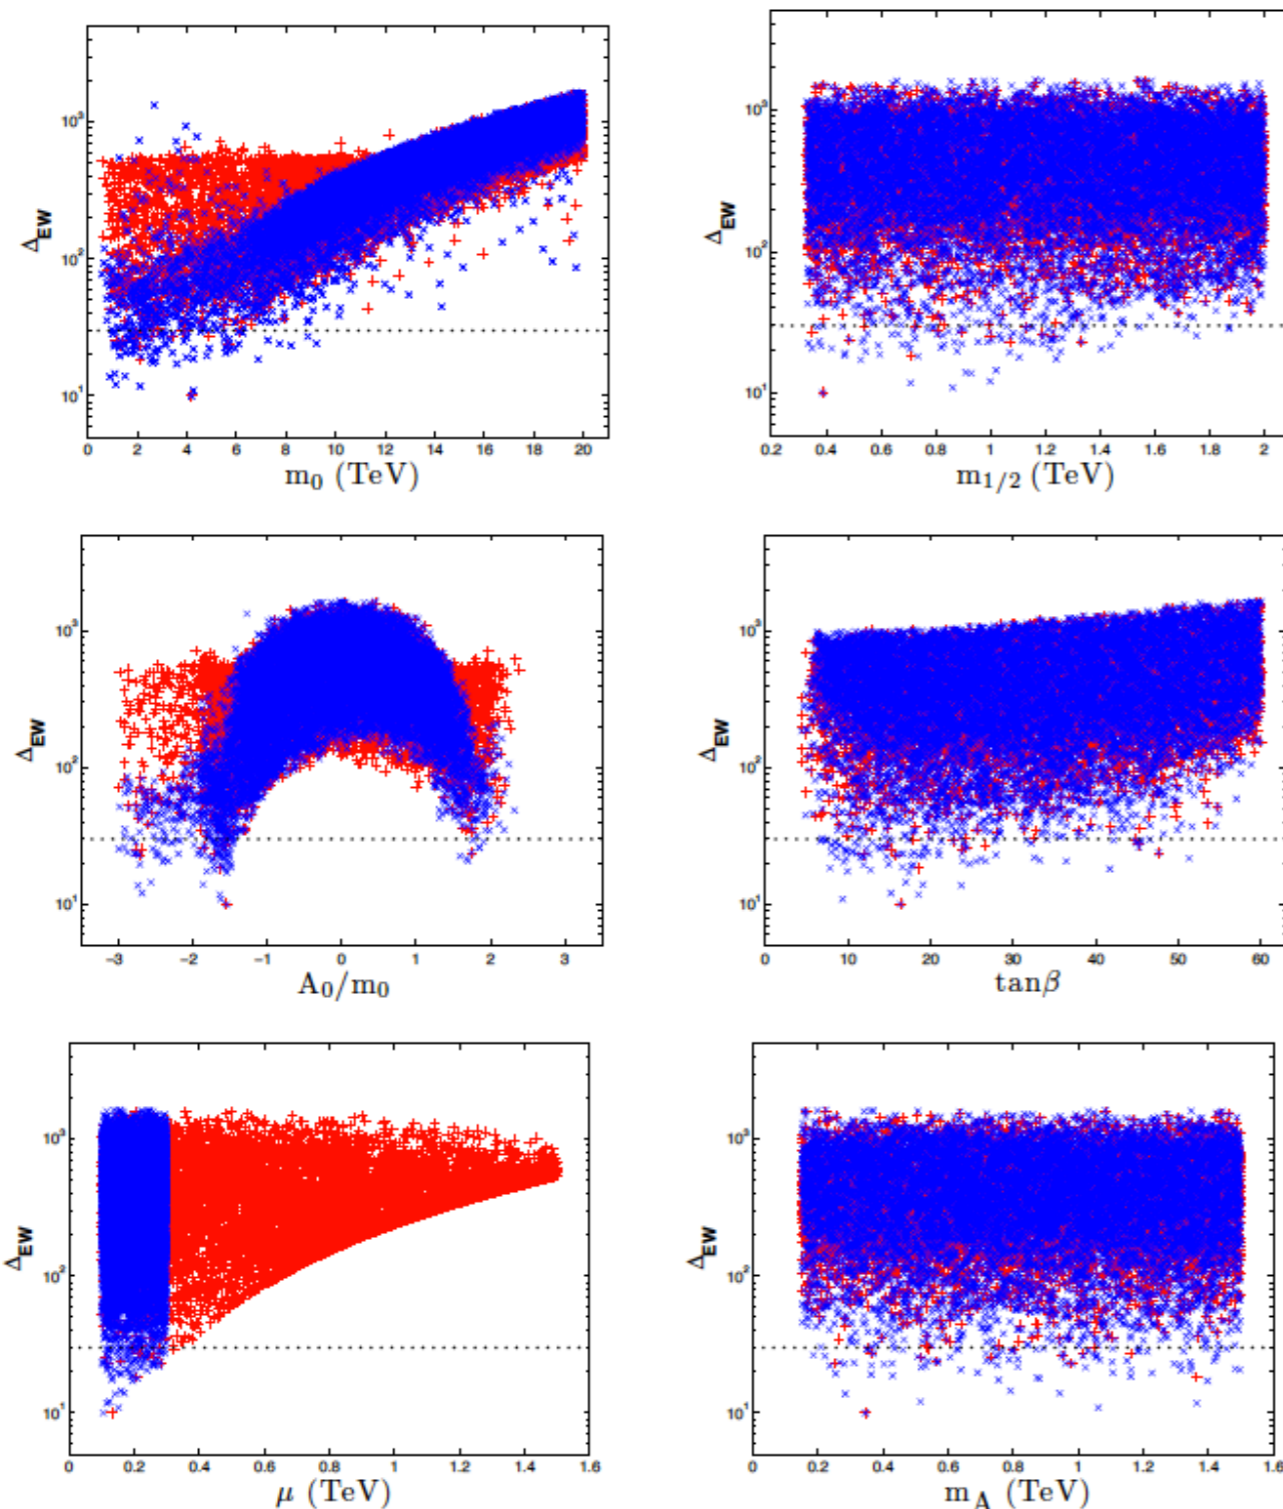 10³
Δ_EW
10²
10¹
0 2 4 6 8 10 12 14 16 18 20
m₀ (TeV)
10³
Δ_EW
10²
10¹
0.2 0.4 0.6 0.8 1 1.2 1.4 1.6 1.8 2
m₁/₂ (TeV)
10³
Δ_EW
10²
10¹
−3 −2 −1 0 1 2 3
A₀/m₀
10³
Δ_EW
10²
10¹
0 10 20 30 40 50 60
tanβ
10³
Δ_EW
10²
10¹
0 0.2 0.4 0.6 0.8 1 1.2 1.4 1.6
μ (TeV)
10³
Δ_EW
10²
10¹
0 0.2 0.4 0.6 0.8 1 1.2 1.4 1.6
m_A (TeV)